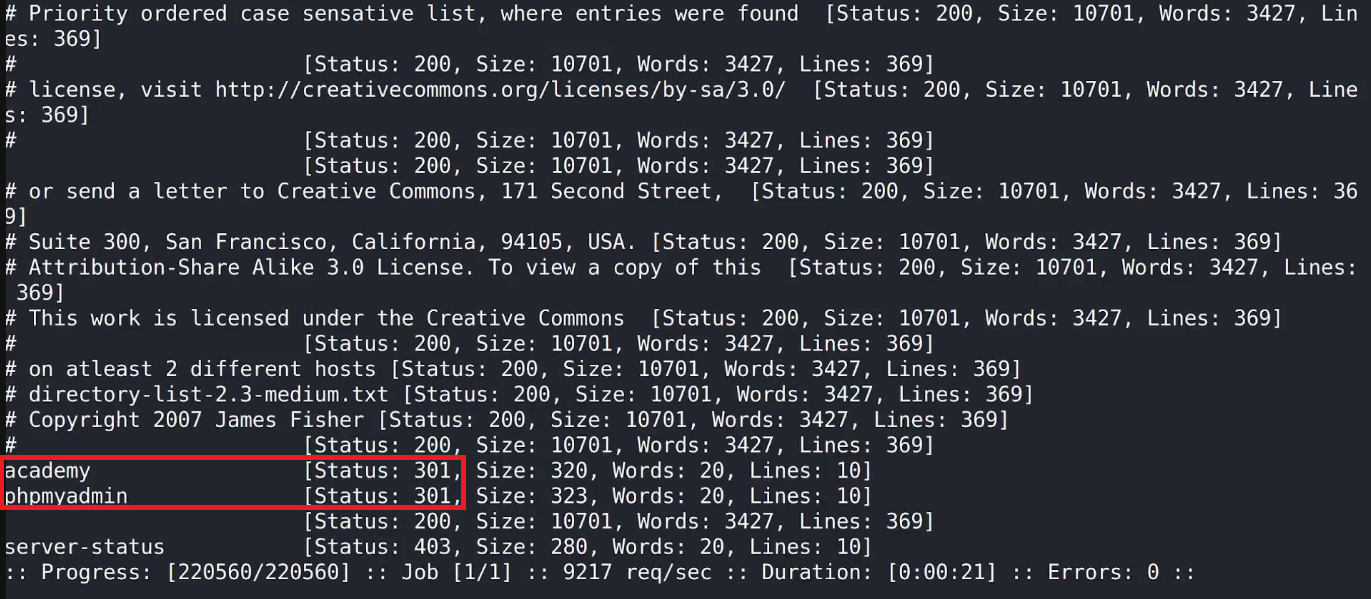 # Priority ordered case sensative list, where entries were found  [Status: 200, Size: 10701, Words: 3427, Lin
es: 369]
#                       [Status: 200, Size: 10701, Words: 3427, Lines: 369]
# license, visit http://creativecommons.org/licenses/by-sa/3.0/  [Status: 200, Size: 10701, Words: 3427, Line
s: 369]
#                       [Status: 200, Size: 10701, Words: 3427, Lines: 369]
                        [Status: 200, Size: 10701, Words: 3427, Lines: 369]
# or send a letter to Creative Commons, 171 Second Street,  [Status: 200, Size: 10701, Words: 3427, Lines: 36
9]
# Suite 300, San Francisco, California, 94105, USA. [Status: 200, Size: 10701, Words: 3427, Lines: 369]
# Attribution-Share Alike 3.0 License. To view a copy of this  [Status: 200, Size: 10701, Words: 3427, Lines:
 369]
# This work is licensed under the Creative Commons  [Status: 200, Size: 10701, Words: 3427, Lines: 369]
#                       [Status: 200, Size: 10701, Words: 3427, Lines: 369]
# on atleast 2 different hosts [Status: 200, Size: 10701, Words: 3427, Lines: 369]
# directory-list-2.3-medium.txt [Status: 200, Size: 10701, Words: 3427, Lines: 369]
# Copyright 2007 James Fisher [Status: 200, Size: 10701, Words: 3427, Lines: 369]
#                       [Status: 200, Size: 10701, Words: 3427, Lines: 369]
academy                 [Status: 301, Size: 320, Words: 20, Lines: 10]
phpmyadmin              [Status: 301, Size: 323, Words: 20, Lines: 10]
                        [Status: 200, Size: 10701, Words: 3427, Lines: 369]
server-status           [Status: 403, Size: 280, Words: 20, Lines: 10]
:: Progress: [220560/220560] :: Job [1/1] :: 9217 req/sec :: Duration: [0:00:21] :: Errors: 0 ::